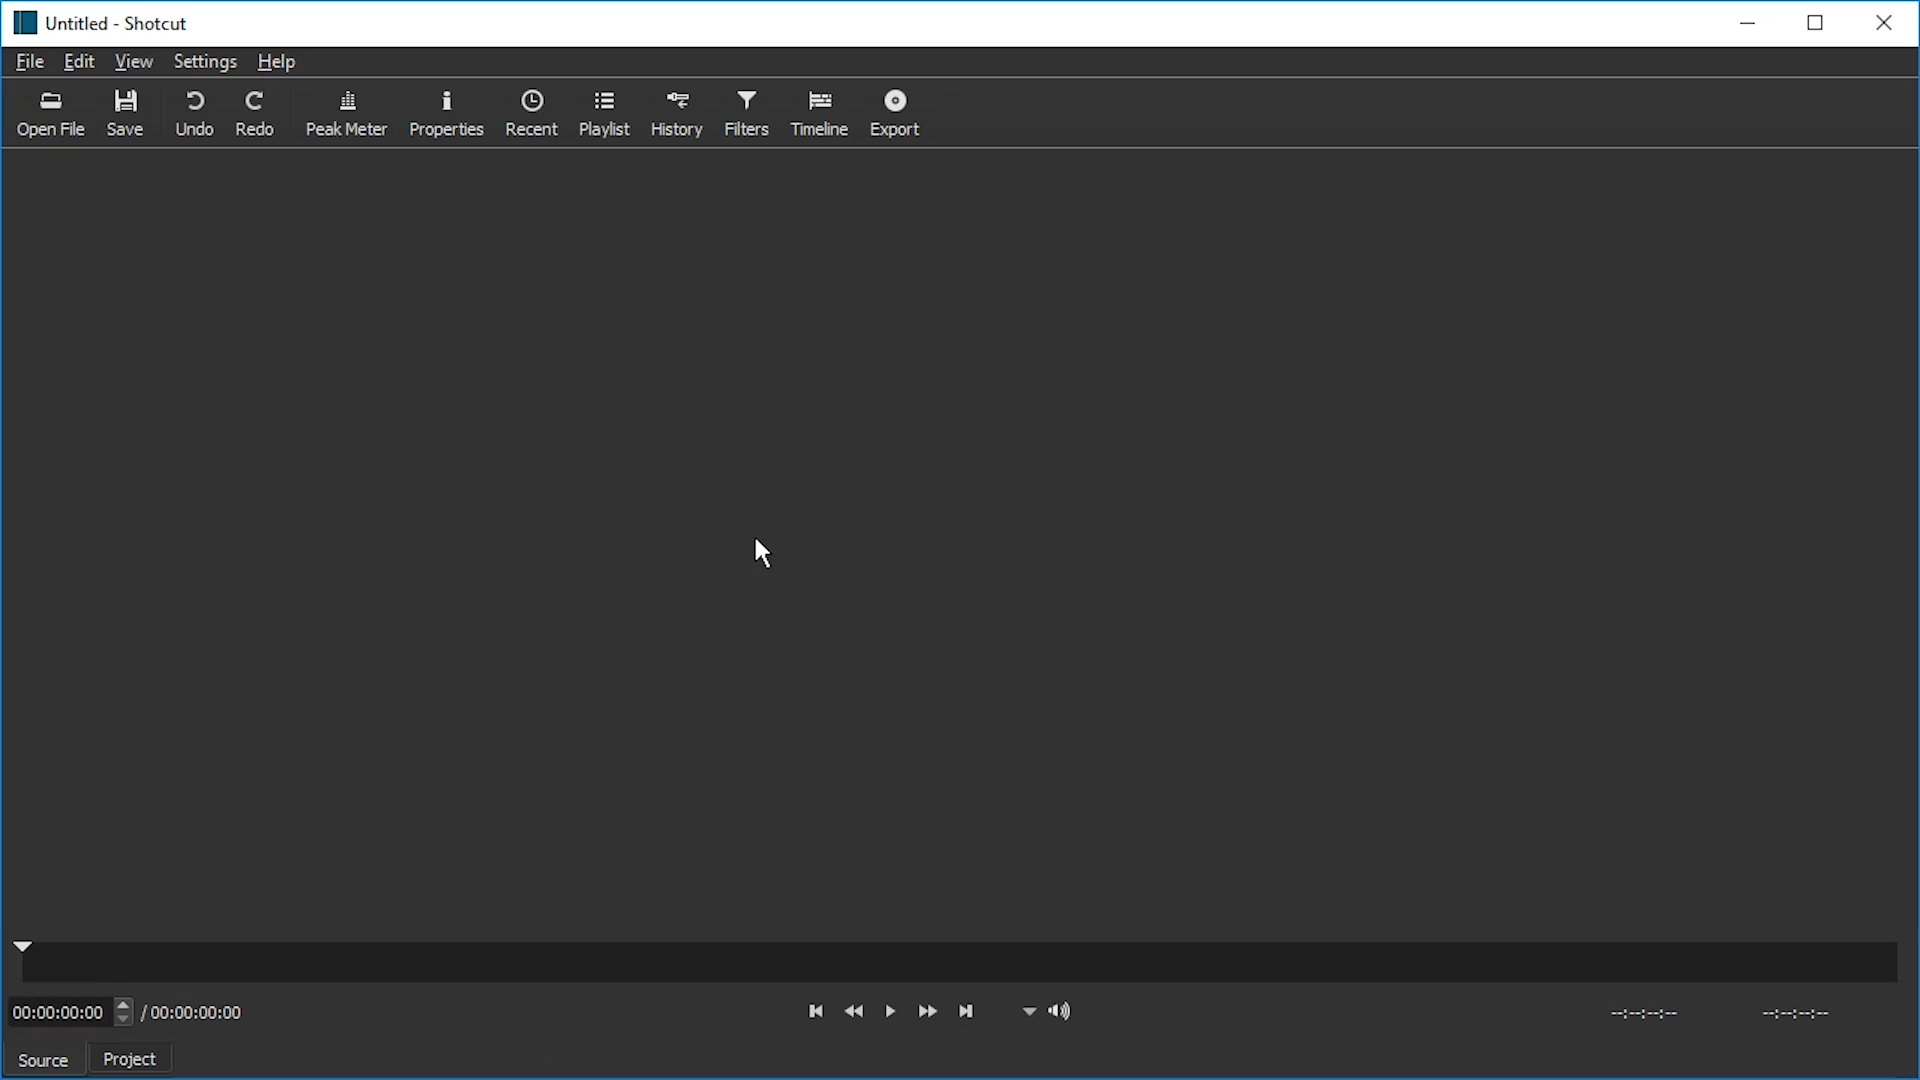 Untitled - Shotcut
File Edit View Settings Help
Open File Save Undo Redo Peak Meter Properties Recent Playlist History Filters Timeline Export
00:00:00:00 / 00:00:00:00 --:--:--:-- --:--:--:--
Source Project